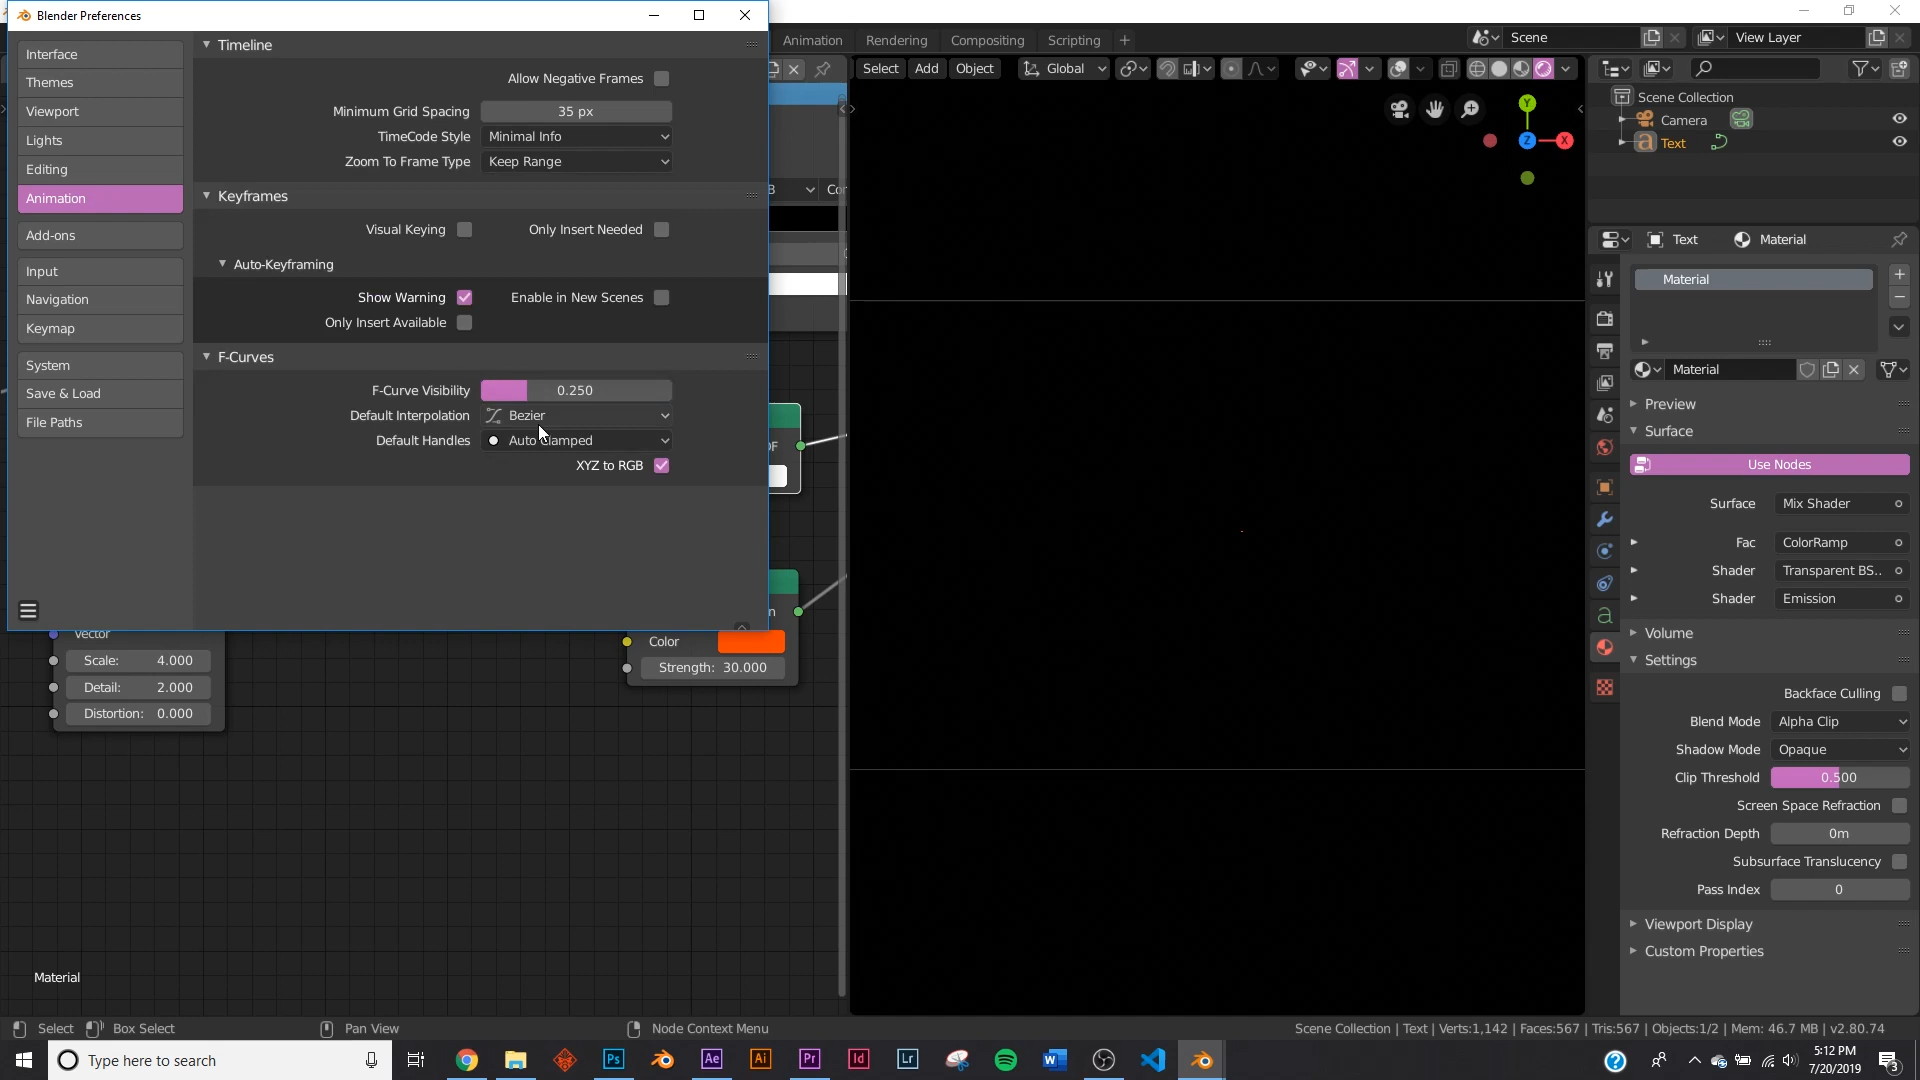 Blender Preferences
Interface
Themes
Viewport
Lights
Editing
Animation
Add-ons
Input
Navigation
Keymap
System
Save & Load
File Paths
Timeline
Allow Negative Frames
Minimum Grid Spacing 35 px
TimeCode Style Minimal Info
Zoom To Frame Type Keep Range
Keyframes
Visual Keying Only Insert Needed
Auto-Keyframing
Show Warning Enable in New Scenes
Only Insert Available
F-Curves
F-Curve Visibility 0.250
Default Interpolation Bezier
Default Handles Auto Clamped
XYZ to RGB
Animation Rendering Compositing Scripting
Scene
View Layer
Select Add Object Global
Y
Z
X
Scene Collection
Camera
Text
Text Material
Material
Material
Preview
Surface
Use Nodes
Surface Mix Shader
Fac ColorRamp
Shader Transparent BS..
Shader Emission
Volume
Settings
Backface Culling
Blend Mode Alpha Clip
Shadow Mode Opaque
Clip Threshold 0.500
Screen Space Refraction
Refraction Depth 0m
Subsurface Translucency
Pass Index 0
Viewport Display
Custom Properties
Vector
Scale: 4.000
Detail: 2.000
Distortion: 0.000
Color
Strength: 30.000
Material
Select Box Select Pan View Node Context Menu
Scene Collection | Text | Verts:1,142 | Faces:567 | Tris:567 | Objects:1/2 | Mem: 46.7 MB | v2.80.74
Type here to search
Ps
Ae
Ai
Pr
Id
Lr
5:12 PM
7/20/2019
3